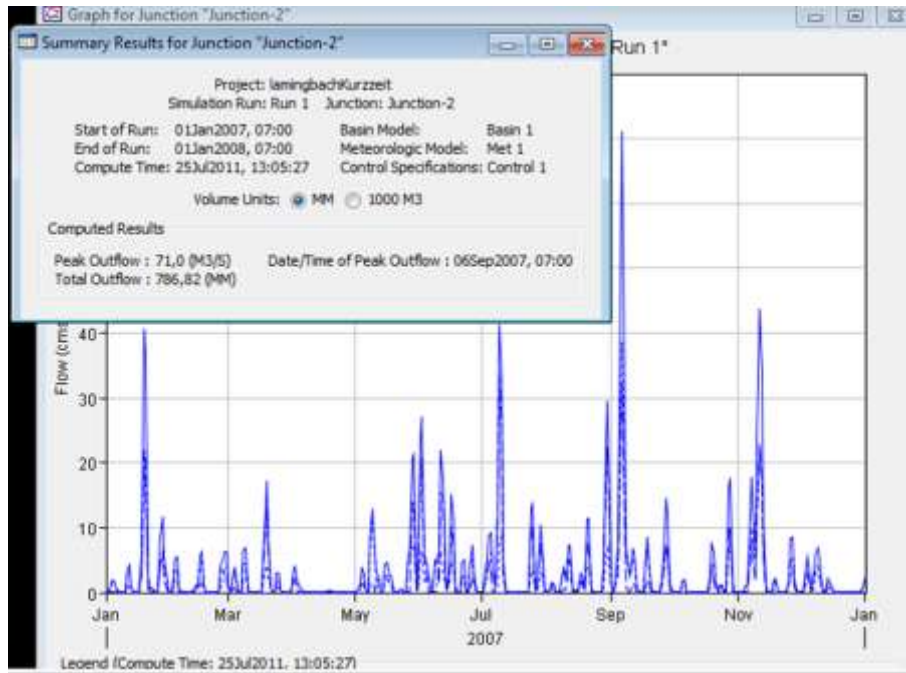 Graph for Junction "Junction-2"
Summary Results for Junction "Junction-2"
Run 1"
Project: lamingbachKurzzeit
Simulation Run: Run 1 Junction: Junction-2
Start of Run: 01Jan2007, 07:00 Basin Model: Basin 1
End of Run: 01Jan2008, 07:00 Meteorologic Model: Met 1
Compute Time: 25Jul2011, 13:05:27 Control Specifications: Control 1
Volume Units: MM 1000 M3
Computed Results
Peak Outflow : 71,0 (M3/S) Date/Time of Peak Outflow : 06Sep2007, 07:00
Total Outflow : 786,82 (MM)
Flow (cms
40
30
20
10
0
Jan Mar May Jul Sep Nov Jan
2007
Legend (Compute Time: 25Jul2011, 13:05:27)